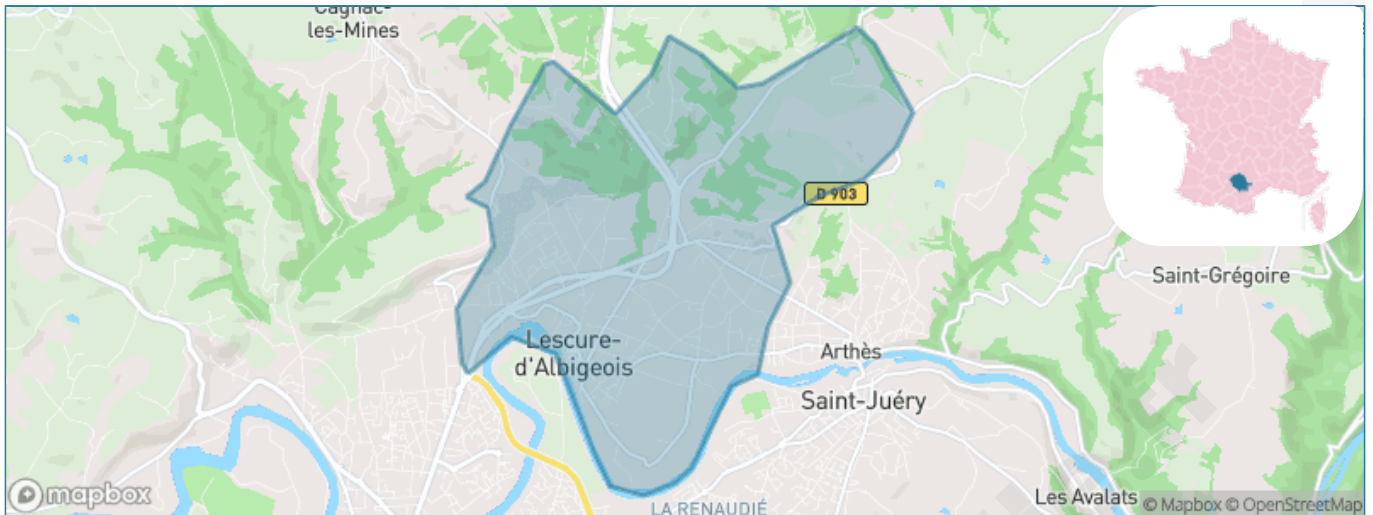 Cagnac-
les-Mines
D 903
Saint-Grégoire
Lescure-
d'Albigeois
Arthès
Saint-Juéry
Les Avalats
LA RENAUDIÉ
mapbox
© Mapbox © OpenStreetMap